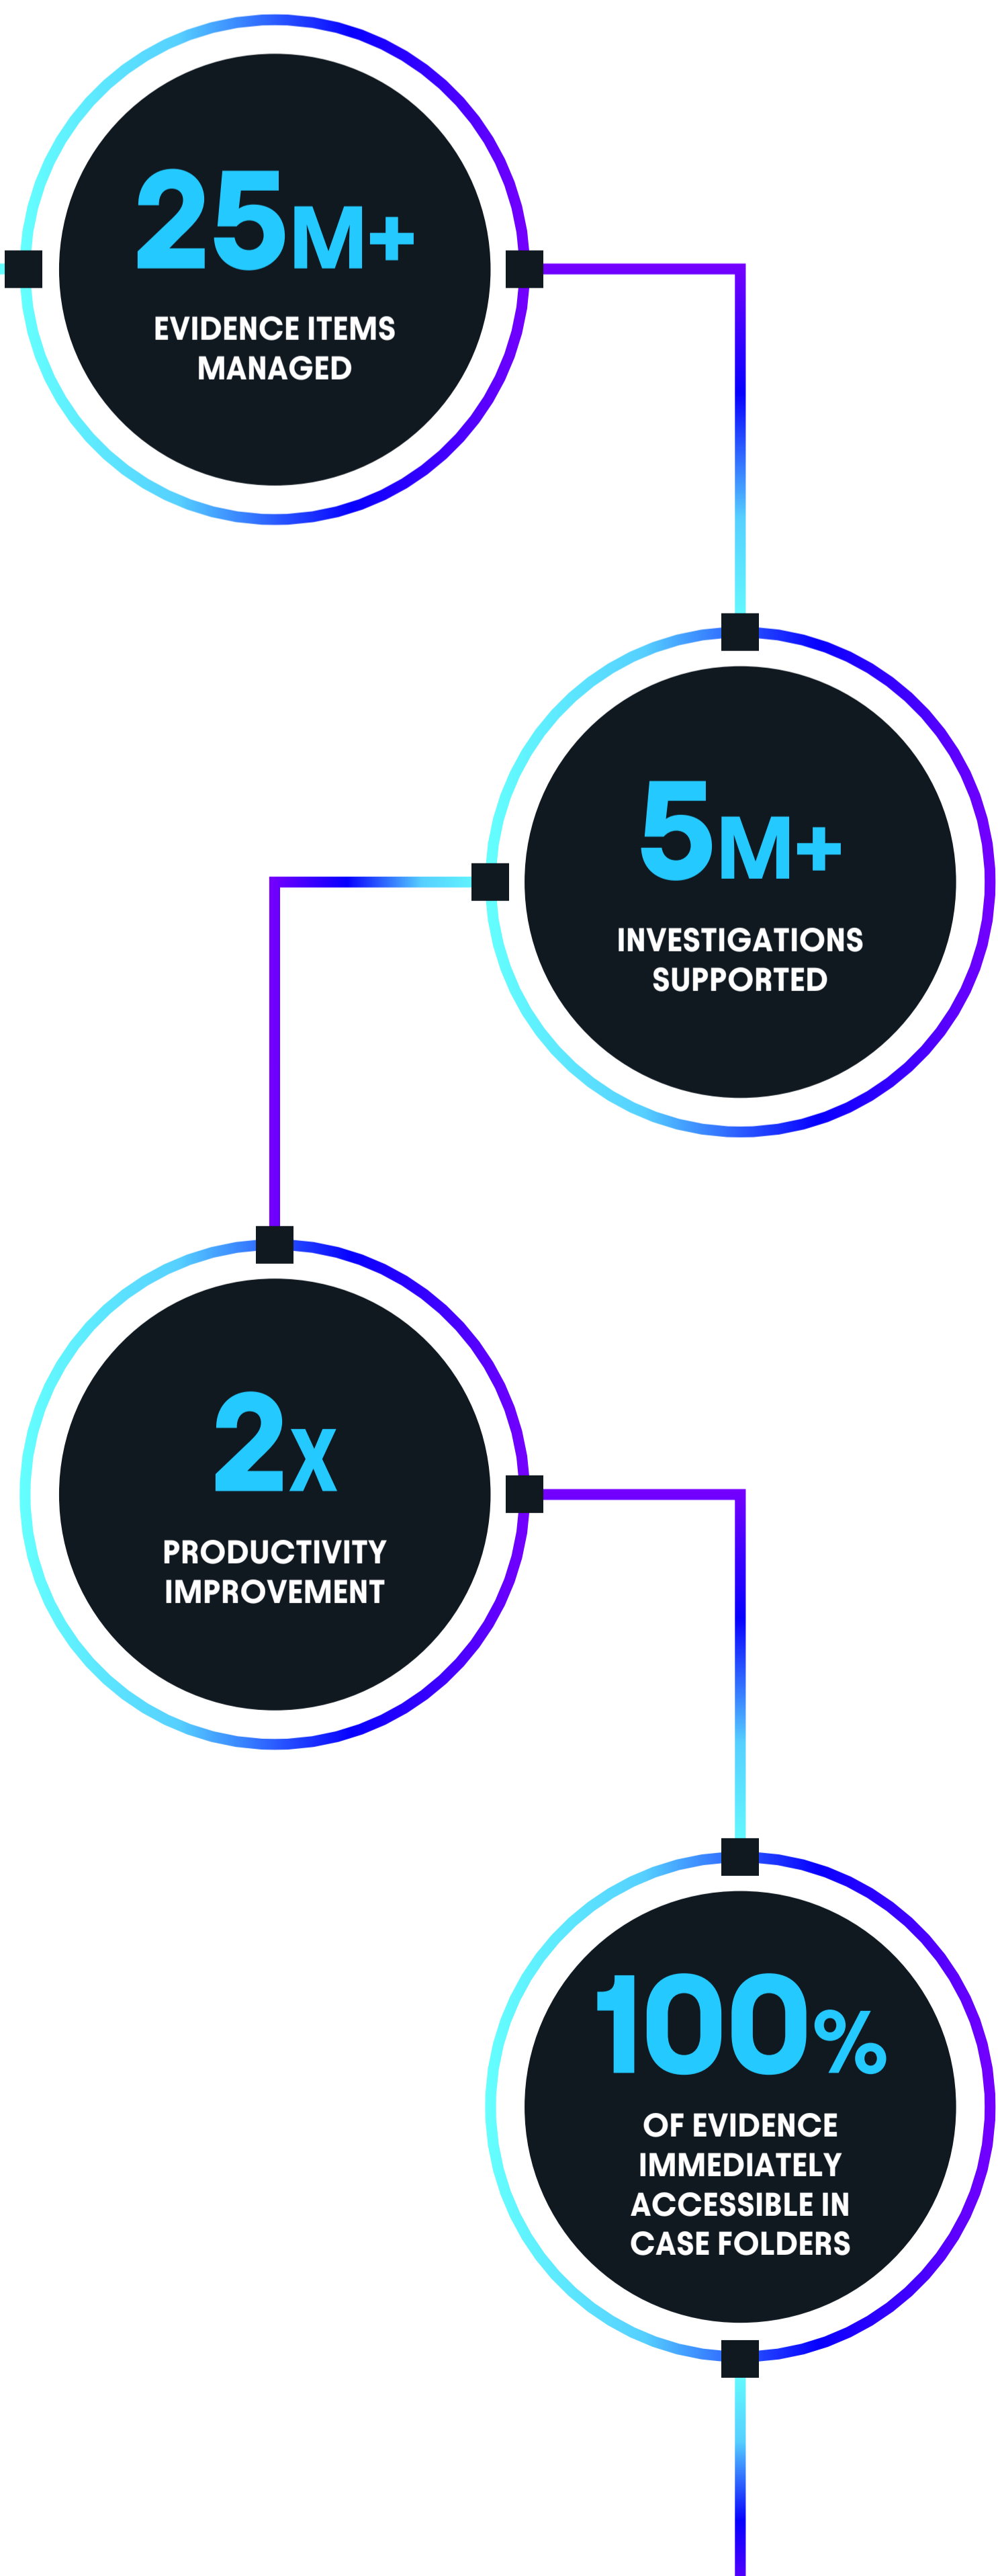 25M+
EVIDENCE ITEMS
MANAGED
5M+
INVESTIGATIONS
SUPPORTED
2X
PRODUCTIVITY
IMPROVEMENT
100%
OF EVIDENCE
IMMEDIATELY
ACCESSIBLE IN
CASE FOLDERS